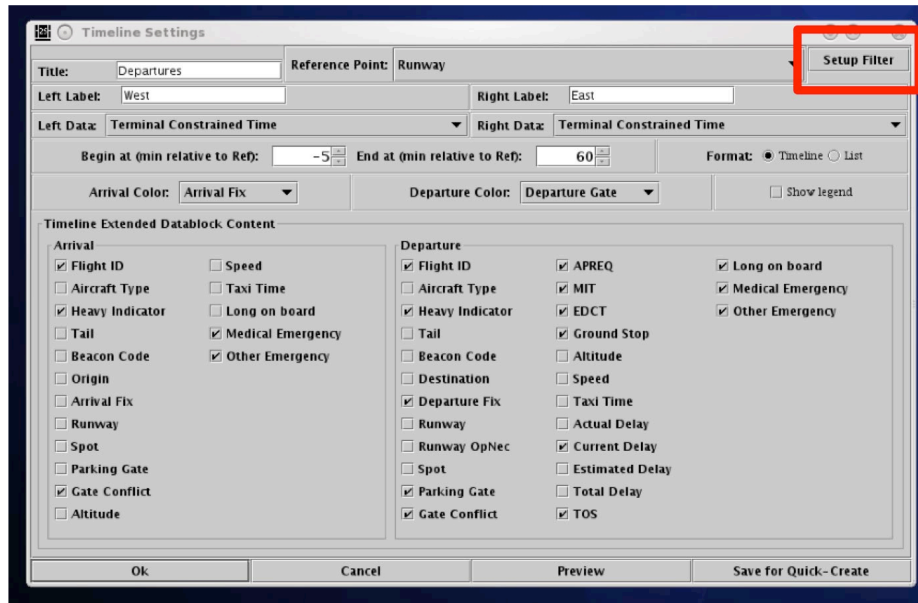 Timeline Settings
Title: Departures Reference Point: Runway Setup Filter
Left Label: West Right Label: East
Left Data: Terminal Constrained Time Right Data: Terminal Constrained Time
Begin at (min relative to Ref): -5 End at (min relative to Ref): 60 Format: Timeline List
Arrival Color: Arrival Fix Departure Color: Departure Gate Show legend
Timeline Extended Datablock Content
Arrival Departure
Flight ID Speed Flight ID APREQ Long on board
Aircraft Type Taxi Time Aircraft Type MIT Medical Emergency
Heavy Indicator Long on board Heavy Indicator EDCT Other Emergency
Tail Medical Emergency Tail Ground Stop
Beacon Code Other Emergency Beacon Code Altitude
Origin Destination Speed
Arrival Fix Departure Fix Taxi Time
Runway Runway Actual Delay
Spot Runway OpNec Current Delay
Parking Gate Spot Estimated Delay
Gate Conflict Parking Gate Total Delay
Altitude Gate Conflict TOS
Ok Cancel Preview Save for Quick-Create